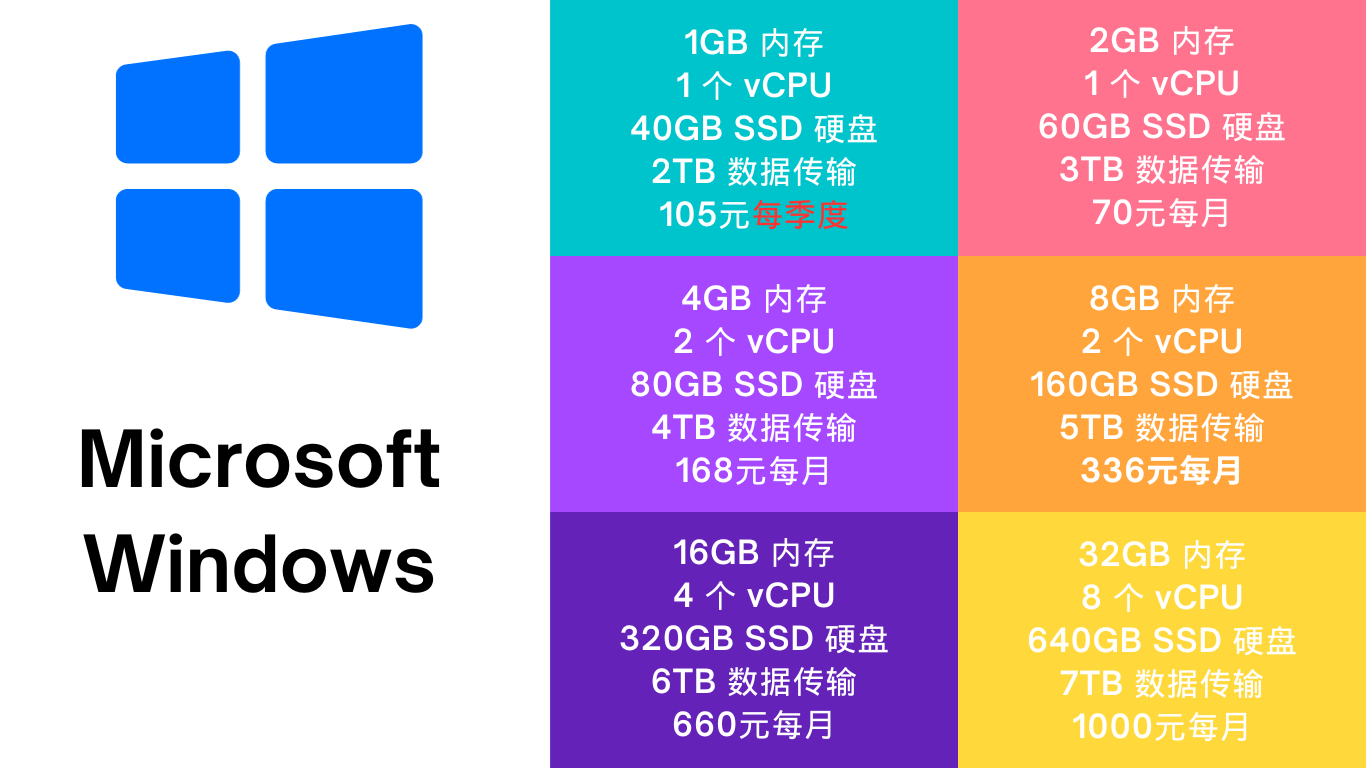 Microsoft
Windows
1GB 内存
1 个 vCPU
40GB SSD 硬盘
2TB 数据传输
105元每季度
2GB 内存
1 个 vCPU
60GB SSD 硬盘
3TB 数据传输
70元每月
4GB 内存
2 个 vCPU
80GB SSD 硬盘
4TB 数据传输
168元每月
8GB 内存
2 个 vCPU
160GB SSD 硬盘
5TB 数据传输
336元每月
16GB 内存
4 个 vCPU
320GB SSD 硬盘
6TB 数据传输
660元每月
32GB 内存
8 个 vCPU
640GB SSD 硬盘
7TB 数据传输
1000元每月